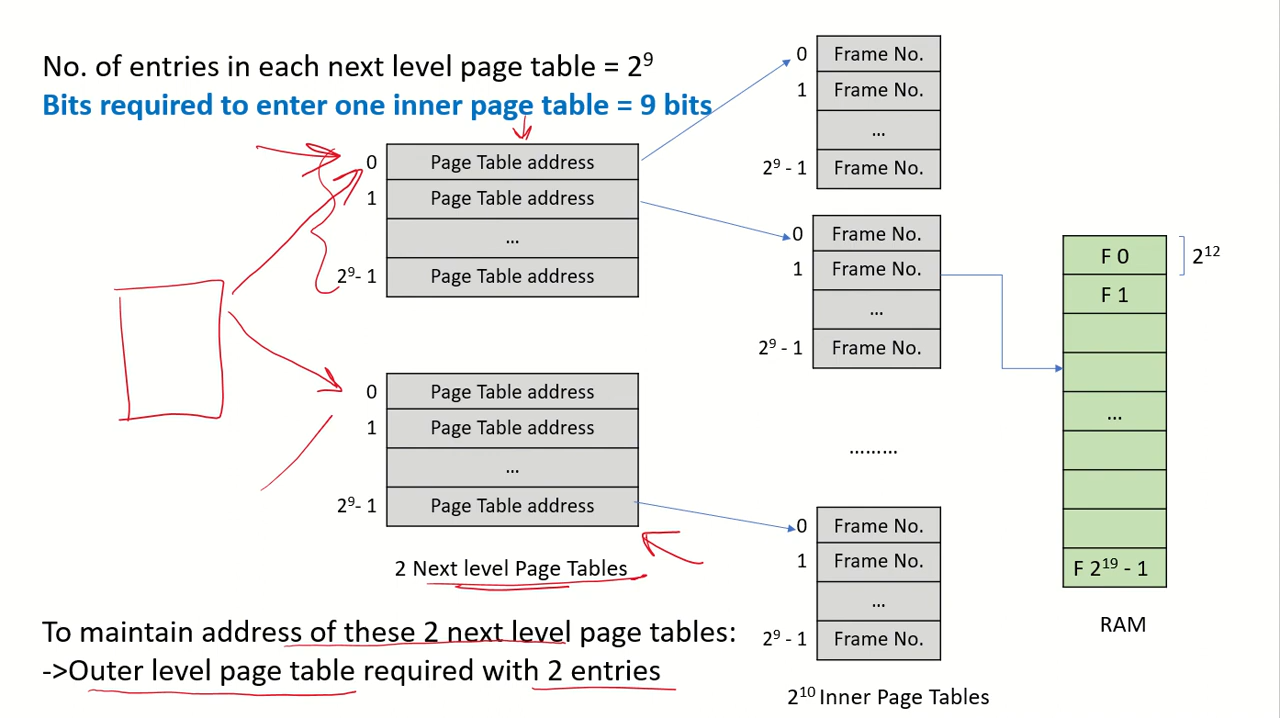 No. of entries in each next level page table = 2⁹
Bits required to enter one inner page table = 9 bits
0 Page Table address
1 Page Table address
...
2⁹- 1 Page Table address
0 Page Table address
1 Page Table address
...
2⁹- 1 Page Table address
2 Next level Page Tables
0 Frame No.
1 Frame No.
...
2⁹ - 1 Frame No.
0 Frame No.
1 Frame No.
...
2⁹ - 1 Frame No.
.........
0 Frame No.
1 Frame No.
...
2⁹ - 1 Frame No.
2¹⁰ Inner Page Tables
F 0 2¹²
F 1
...
F 2¹⁹ - 1
RAM
To maintain address of these 2 next level page tables:
->Outer level page table required with 2 entries